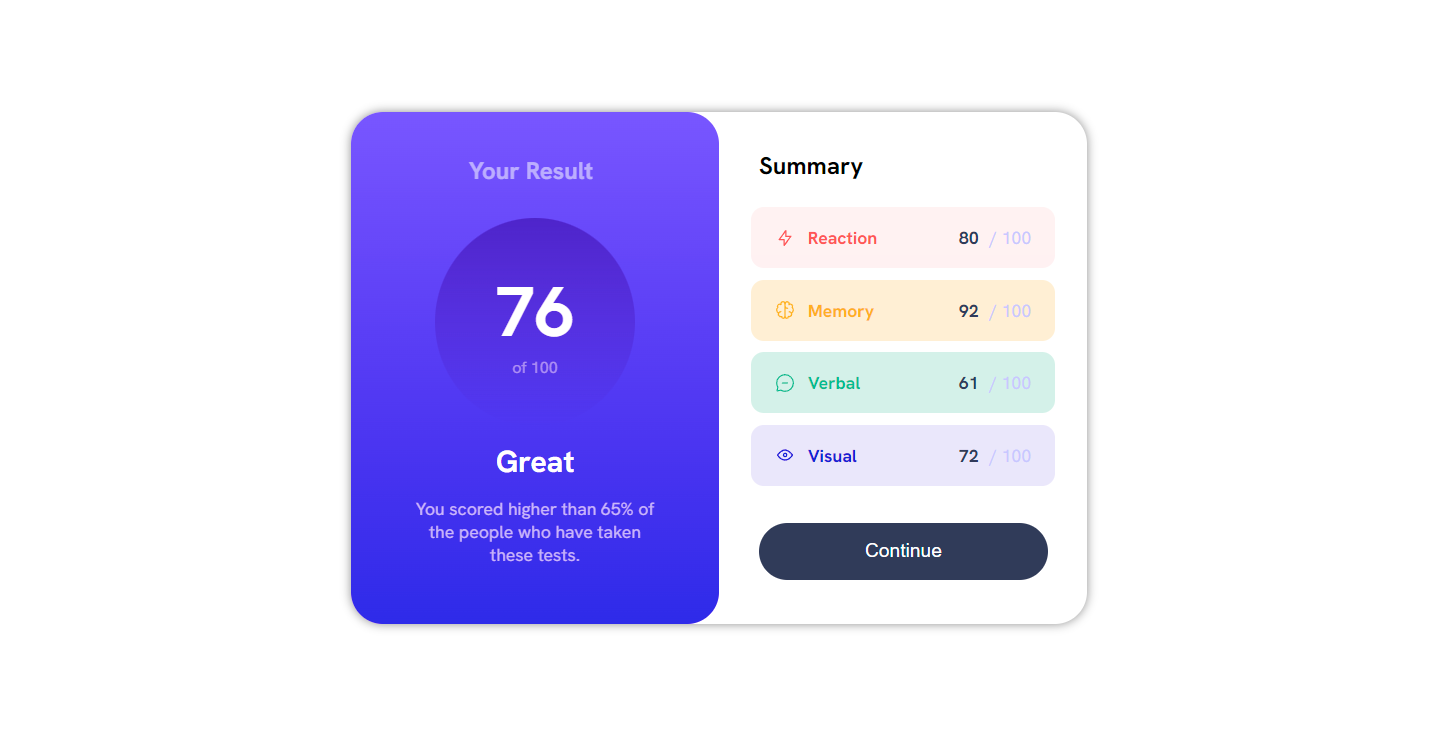 Your Result
76
of 100
Great
You scored higher than 65% of
the people who have taken
these tests.
Summary
Reaction 80 / 100
Memory 92 / 100
Verbal 61 / 100
Visual 72 / 100
Continue